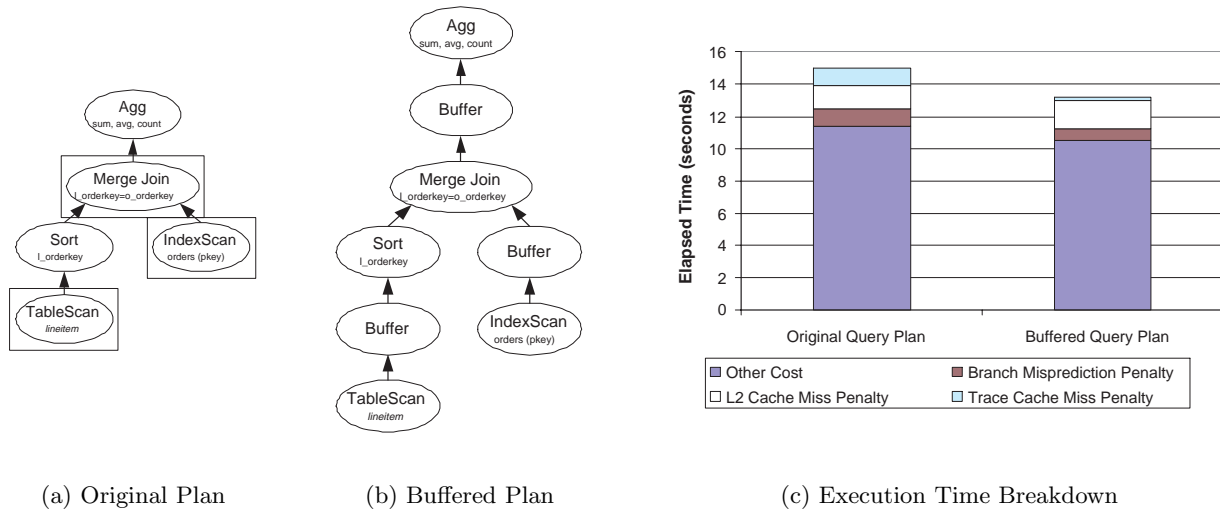 Agg
sum, avg, count
Merge Join
l_orderkey=o_orderkey
Sort
l_orderkey
IndexScan
orders (pkey)
TableScan
lineitem
(a) Original Plan
Agg
sum, avg, count
Buffer
Merge Join
l_orderkey=o_orderkey
Sort
l_orderkey
Buffer
Buffer
IndexScan
orders (pkey)
TableScan
lineitem
(b) Buffered Plan
Elapsed Time (seconds)
16
14
12
10
8
6
4
2
0
Original Query Plan
Buffered Query Plan
Other Cost
Branch Misprediction Penalty
L2 Cache Miss Penalty
Trace Cache Miss Penalty
(c) Execution Time Breakdown